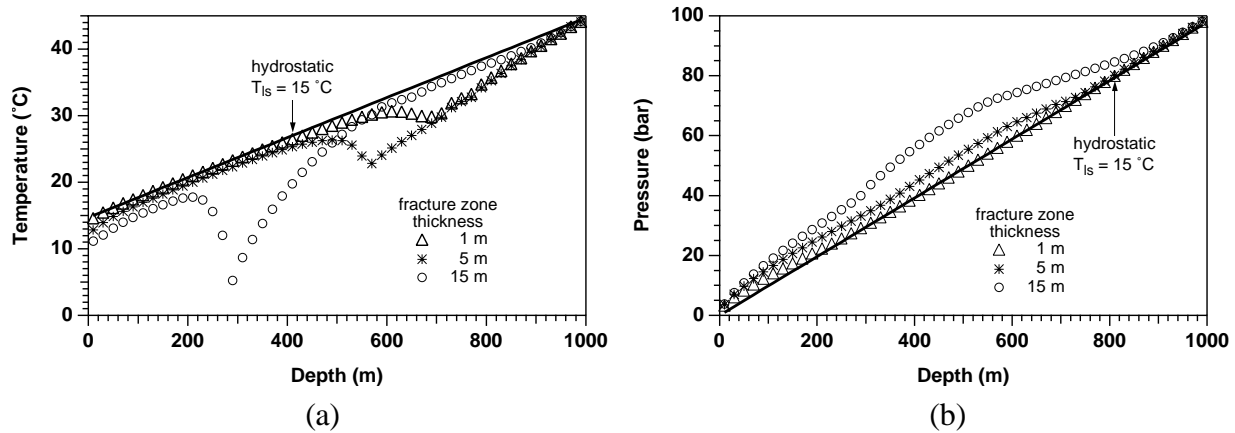 Temperature (˚C)
40
30
20
10
0
hydrostatic
Tls = 15 ˚C
fracture zone
thickness
1 m
5 m
15 m
0 200 400 600 800 1000
Depth (m)
(a)
Pressure (bar)
100
80
60
40
20
0
hydrostatic
Tls = 15 ˚C
fracture zone
thickness
1 m
5 m
15 m
0 200 400 600 800 1000
Depth (m)
(b)